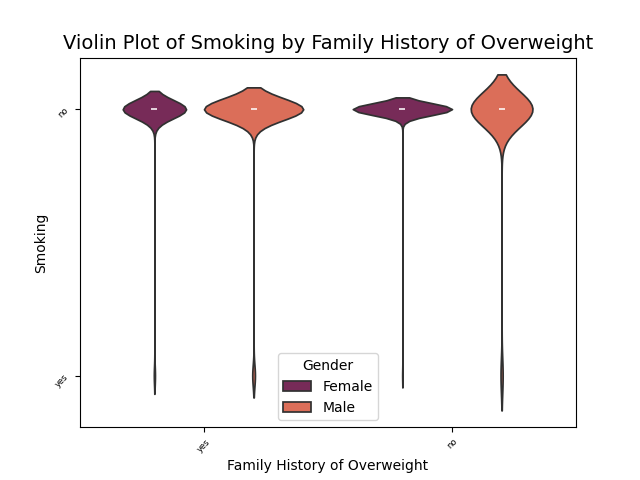 Violin Plot of Smoking by Family History of Overweight
no
Smoking
yes
Gender
Female
Male
yes
no
Family History of Overweight